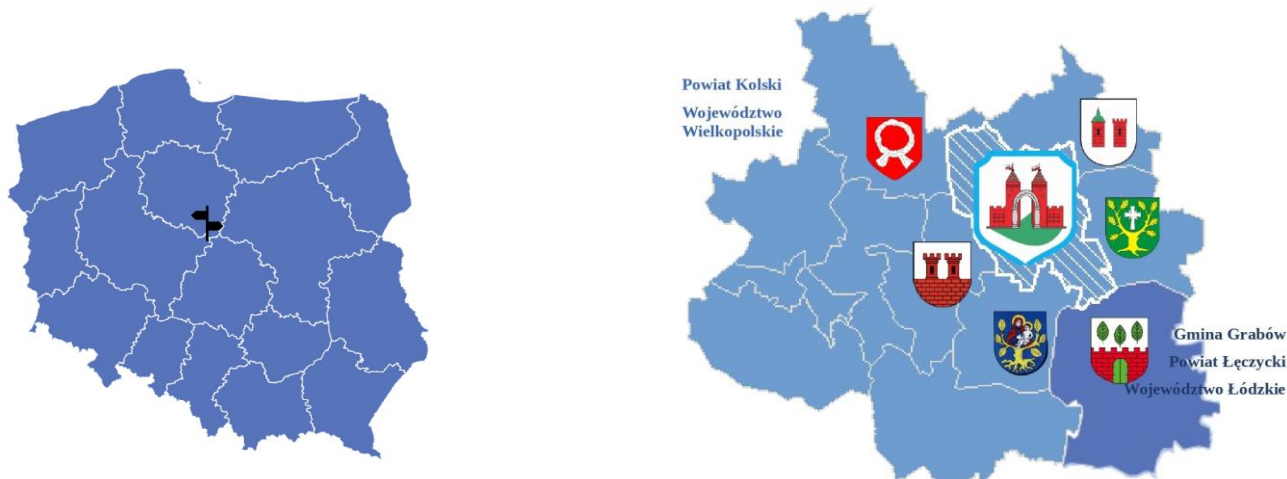 Powiat Kolski
Województwo
Wielkopolskie
Gmina Grabów
Powiat Łęczycki
Województwo Łódzkie